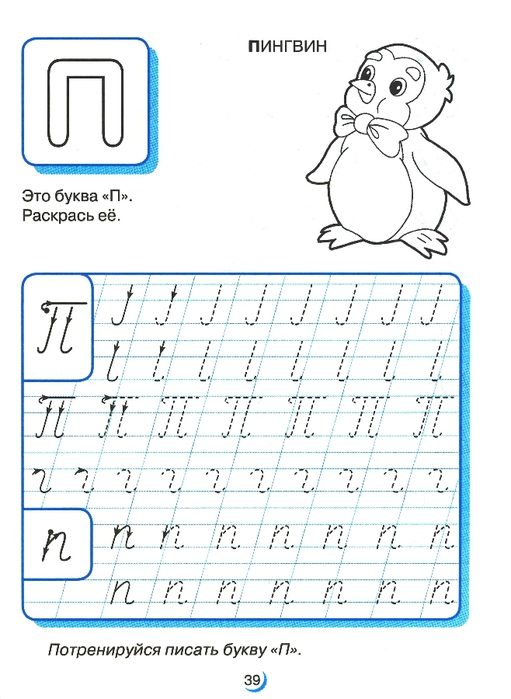 ПИНГВИН
П
Это буква «П».
Раскрась её.
П
П П П П П П П
п
п п п п п п п п
п п п п п п п п
Потренируйся писать букву «П».
39